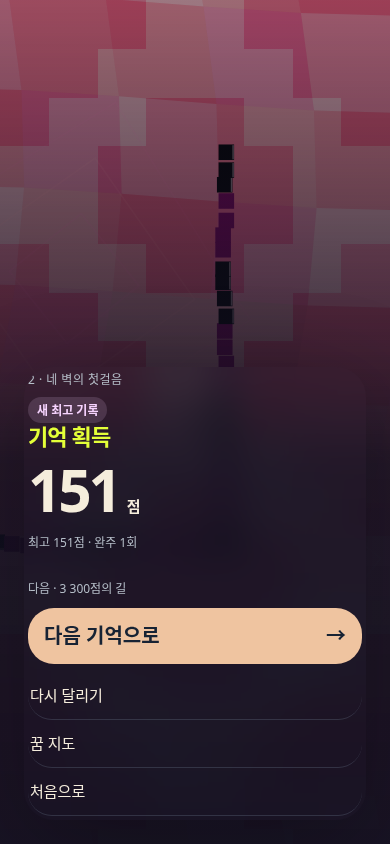 2 · 네 벽의 첫걸음
새 최고 기록
기억 획득
151 점
최고 151점 · 완주 1회
다음 · 3 300점의 길
다음 기억으로 →
다시 달리기
꿈 지도
처음으로